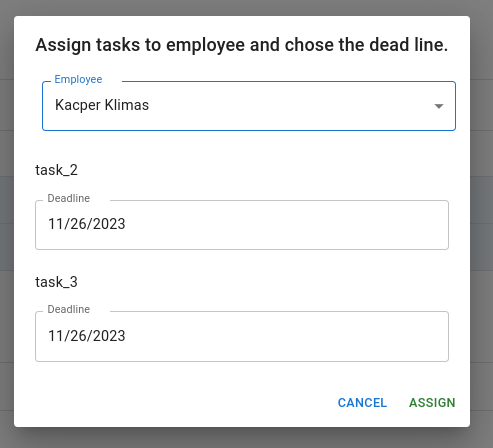 Assign tasks to employee and chose the dead line.
Employee
Kacper Klimas
task_2
Deadline
11/26/2023
task_3
Deadline
11/26/2023
CANCEL ASSIGN